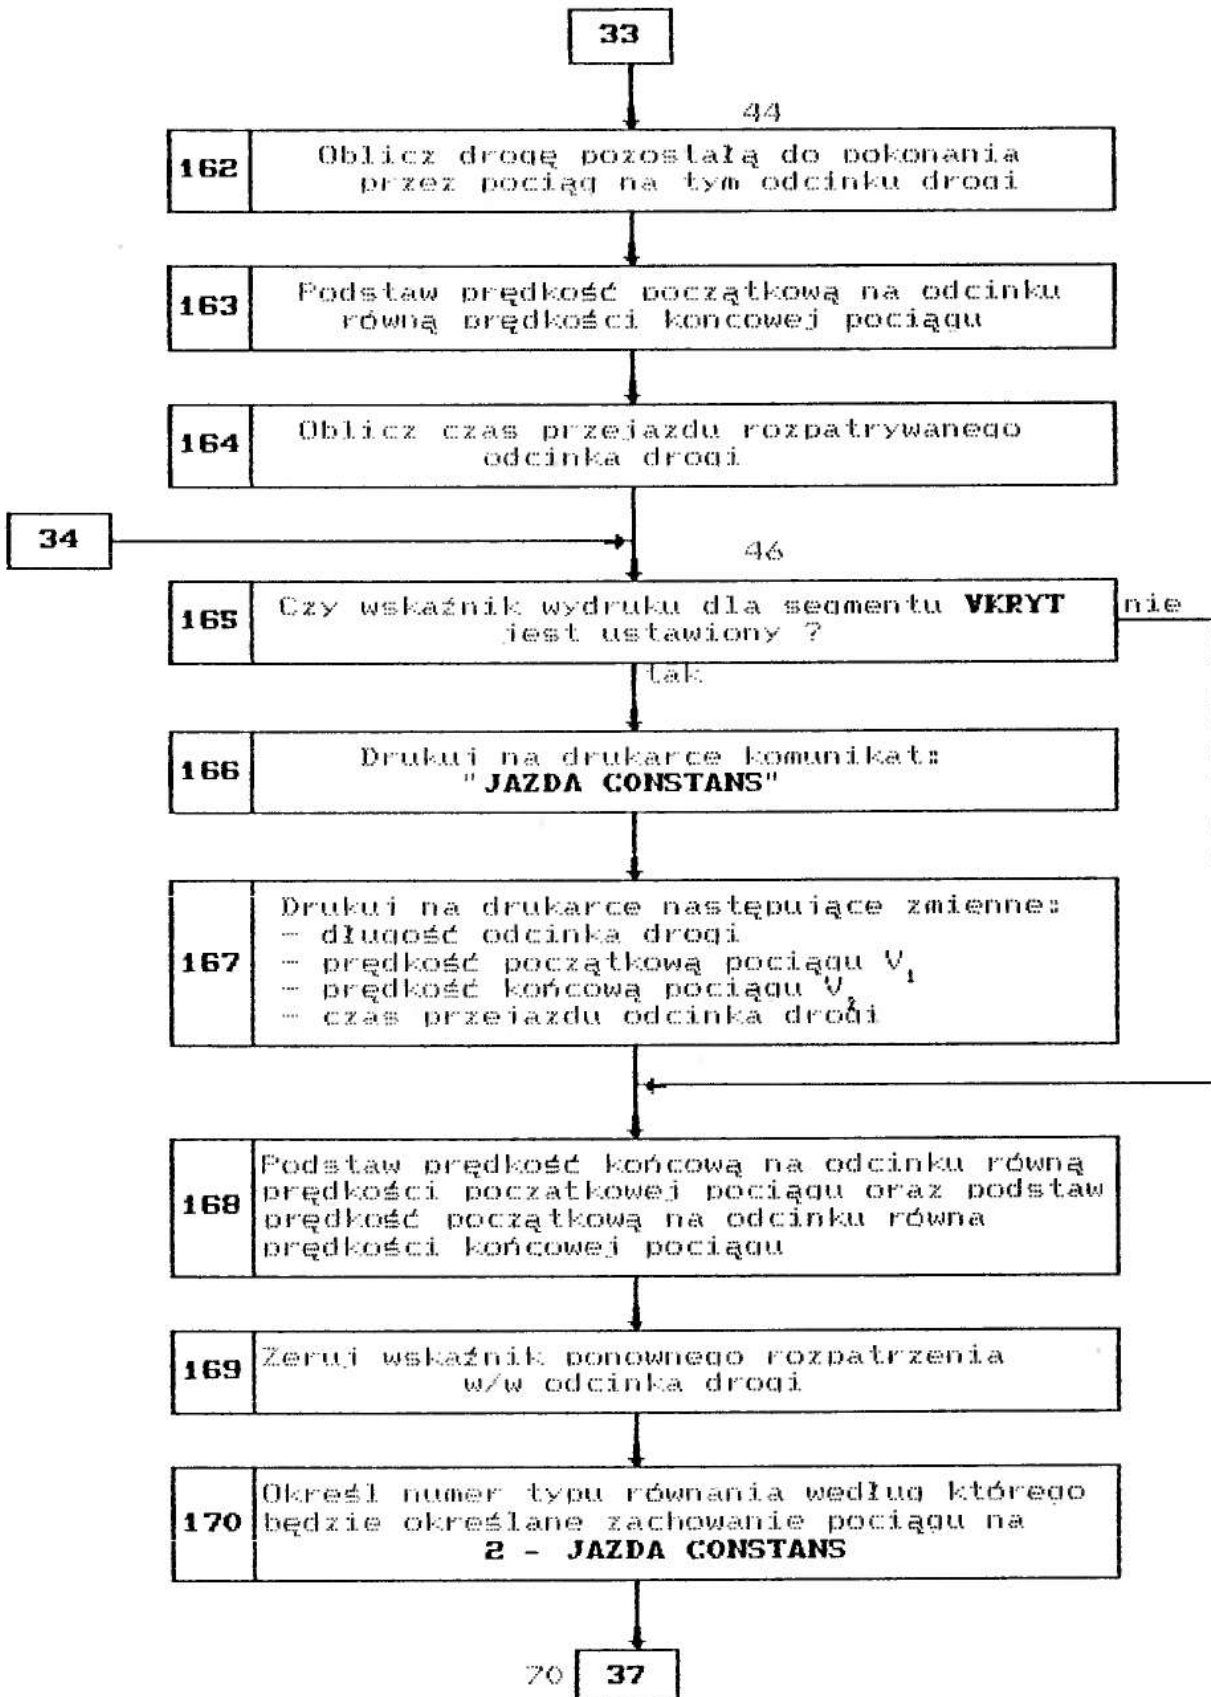 33
44
162
Oblicz drogę pozostałą do pokonania
przez pociąg na tym odcinku drogi
163
Podstaw prędkość początkową na odcinku
równą prędkości koncowej pociągu
164
Oblicz czas przejazdu rozpatrywanego
odcinka drogi
34
46
165
Czy wskaźnik wydruku dla segmentu VKRYT
jest ustawiony ?
nie
tak
166
Drukuj na drukarce komunikat:
"JAZDA CONSTANS"
167
Drukuj na drukarce następujące zmienne:
- długość odcinka drogi
- prędkość początkową pociągu V₁
- prędkość końcową pociągu V₂
- czas przejazdu odcinka drogi
168
Podstaw prędkość końcową na odcinku równą
prędkości poczatkowej pociągu oraz podstaw
prędkość początkową na odcinku równa
prędkości końcowej pociągu
169
Zeruj wskaźnik ponownego rozpatrzenia
w/w odcinka drogi
170
Określ numer typu równania według którego
będzie określane zachowanie pociągu na
2 - JAZDA CONSTANS
70
37